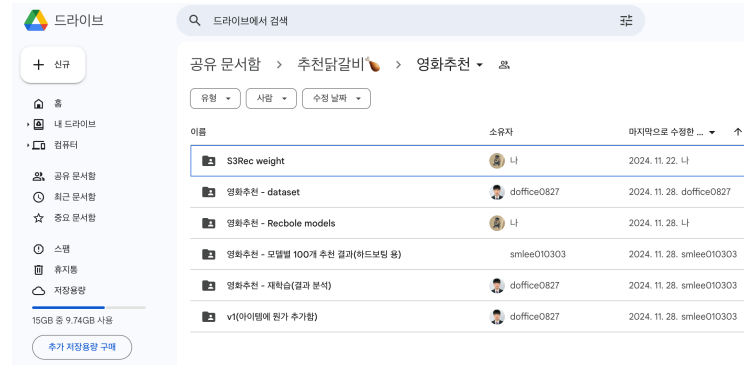 드라이브
드라이브에서 검색
신규
홈
내 드라이브
컴퓨터
공유 문서함
최근 문서함
중요 문서함
스팸
휴지통
저장용량
15GB 중 9.74GB 사용
추가 저장용량 구매
공유 문서함 > 추천닭갈비🍗 > 영화추천
유형 사람 수정 날짜
이름 소유자 마지막으로 수정한 ...
S3Rec weight 나 2024. 11. 22. 나
영화추천 - dataset doffice0827 2024. 11. 28. doffice0827
영화추천 - Recbole models 나 2024. 11. 28. 나
영화추천 - 모델별 100개 추천 결과(하드보팅 용) smlee010303 2024. 11. 28. smlee010303
영화추천 - 재학습(결과 분석) doffice0827 2024. 11. 28. smlee010303
v1(아이템에 뭔가 추가함) doffice0827 2024. 11. 28. smlee010303